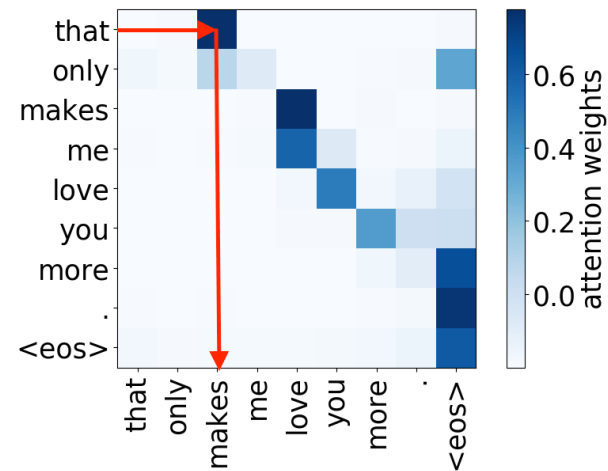 that
only
makes
me
love
you
more
.
<eos>
that
only
makes
me
love
you
more
.
<eos>
0.6
0.4
0.2
0.0
attention weights